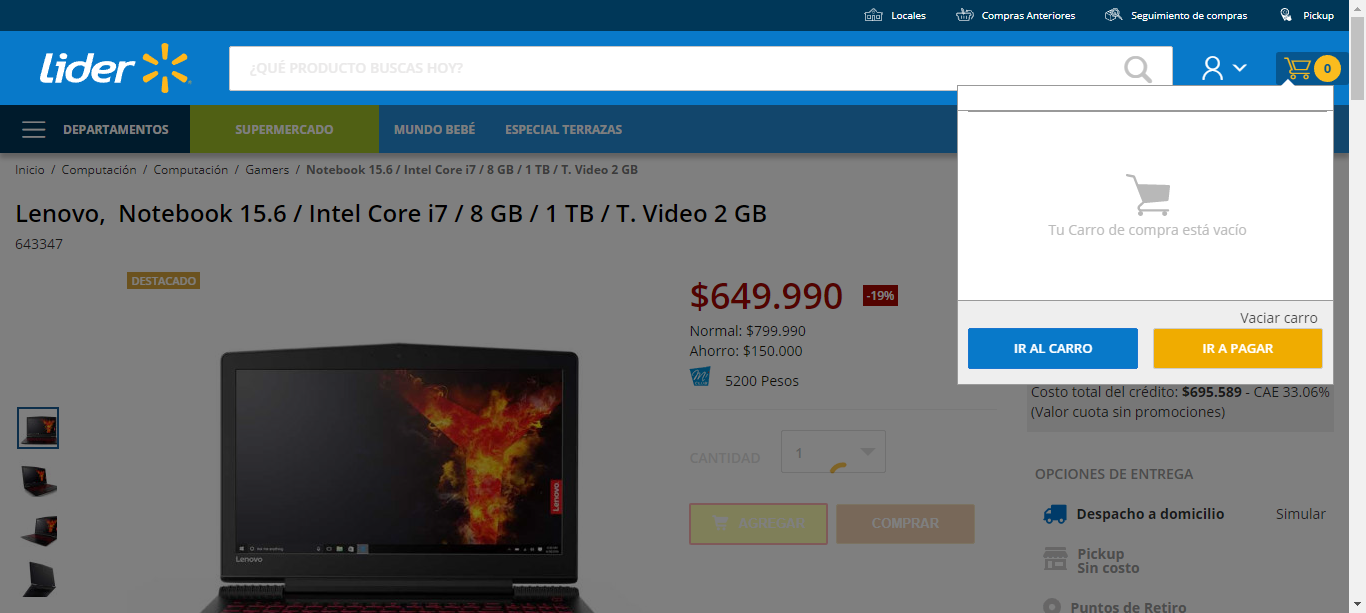 Locales
Compras Anteriores
Seguimiento de compras
Pickup
lider
¿QUÉ PRODUCTO BUSCAS HOY?
0
DEPARTAMENTOS
SUPERMERCADO
MUNDO BEBÉ
ESPECIAL TERRAZAS
Inicio / Computación / Computación / Gamers / Notebook 15.6 / Intel Core i7 / 8 GB / 1 TB / T. Video 2 GB
Lenovo, Notebook 15.6 / Intel Core i7 / 8 GB / 1 TB / T. Video 2 GB
643347
Tu Carro de compra está vacío
Vaciar carro
IR AL CARRO
IR A PAGAR
DESTACADO
$649.990
-19%
Normal: $799.990
Ahorro: $150.000
5200 Pesos
Costo total del crédito: $695.589 - CAE 33.06%
(Valor cuota sin promociones)
CANTIDAD
1
AGREGAR
COMPRAR
OPCIONES DE ENTREGA
Despacho a domicilio
Simular
Pickup
Sin costo
Puntos de Retiro
Lenovo
Lenovo